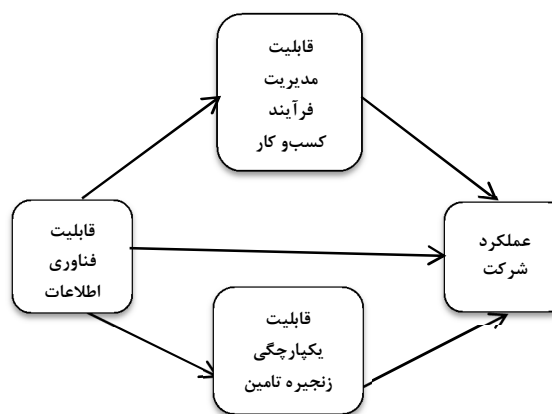 قابلیت
مدیریت
فرآیند
کسب‌و کار
قابلیت
فناوری
اطلاعات
عملکرد
شرکت
قابلیت
یکپارچگی
زنجیره تامین